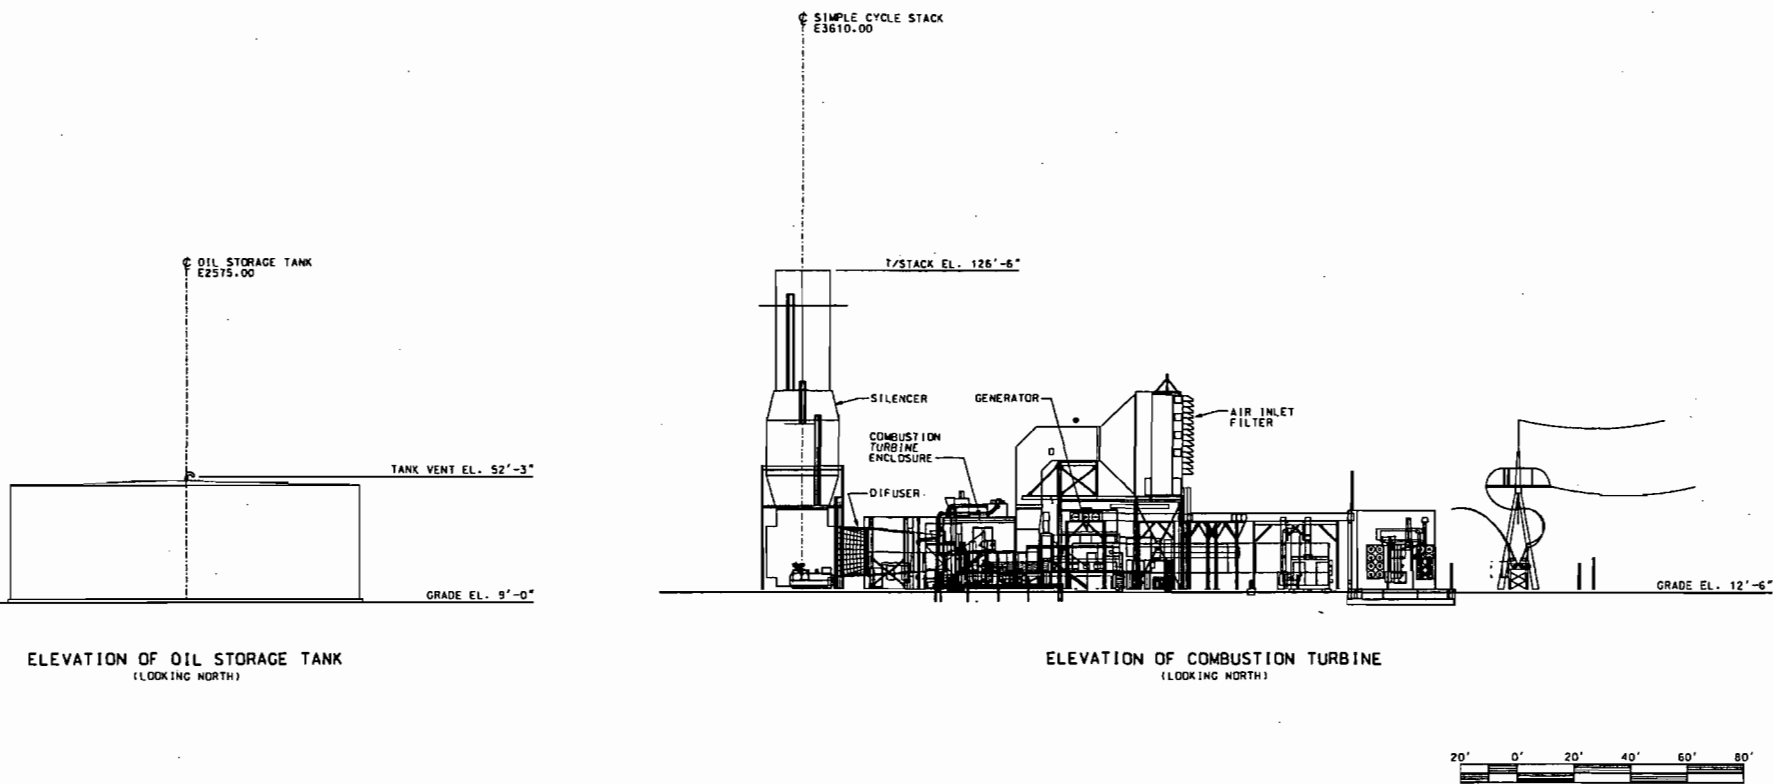 ℄ SIMPLE CYCLE STACK
E3610.00
℄ OIL STORAGE TANK
E2575.00
T/STACK EL. 126'-6"
SILENCER
GENERATOR
AIR INLET
FILTER
COMBUSTION
TURBINE
ENCLOSURE
TANK VENT EL. 52'-3"
DIFUSER
GRADE EL. 9'-0"
GRADE EL. 12'-6"
ELEVATION OF OIL STORAGE TANK
(LOOKING NORTH)
ELEVATION OF COMBUSTION TURBINE
(LOOKING NORTH)
20' 0' 20' 40' 60' 80'